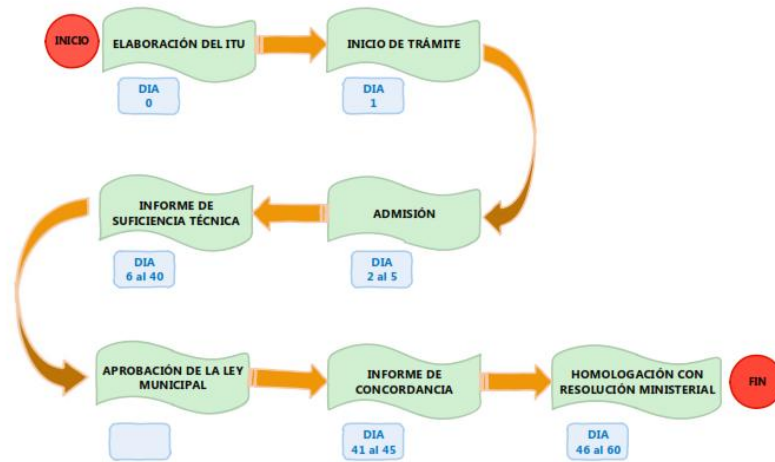 INICIO
ELABORACIÓN DEL ITU
INICIO DE TRÁMITE
DIA
0
DIA
1
INFORME DE
SUFICIENCIA TÉCNICA
ADMISIÓN
DIA
6 al 40
DIA
2 al 5
APROBACIÓN DE LA LEY
MUNICIPAL
INFORME DE
CONCORDANCIA
HOMOLOGACIÓN CON
RESOLUCIÓN MINISTERIAL
FIN
DIA
41 al 45
DIA
46 al 60